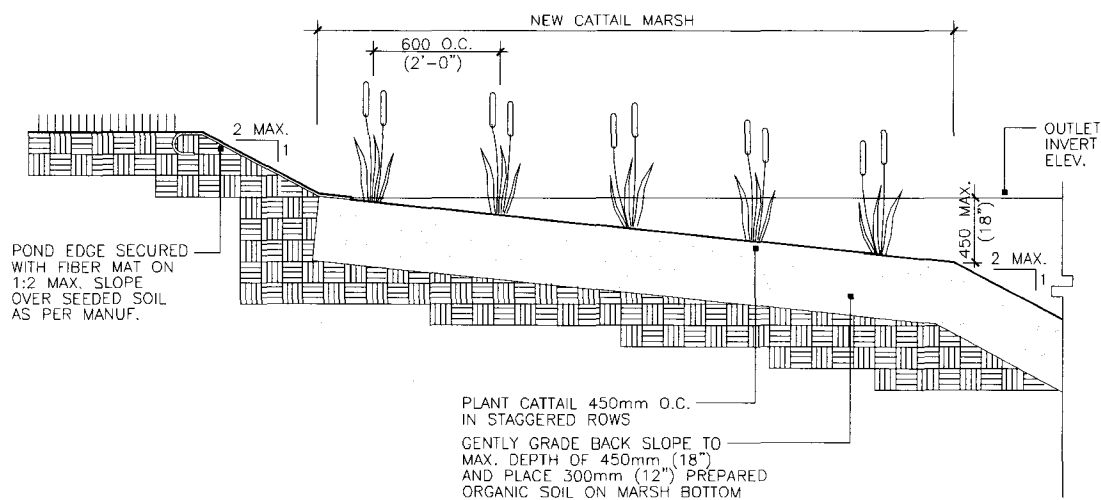 NEW CATTAIL MARSH
600 O.C.
(2'-0")
2 MAX.
1
OUTLET
INVERT
ELEV.
450 MAX.
(18")
2 MAX.
1
POND EDGE SECURED
WITH FIBER MAT ON
1:2 MAX. SLOPE
OVER SEEDED SOIL
AS PER MANUF.
PLANT CATTAIL 450mm O.C.
IN STAGGERED ROWS
GENTLY GRADE BACK SLOPE TO
MAX. DEPTH OF 450mm (18")
AND PLACE 300mm (12") PREPARED
ORGANIC SOIL ON MARSH BOTTOM